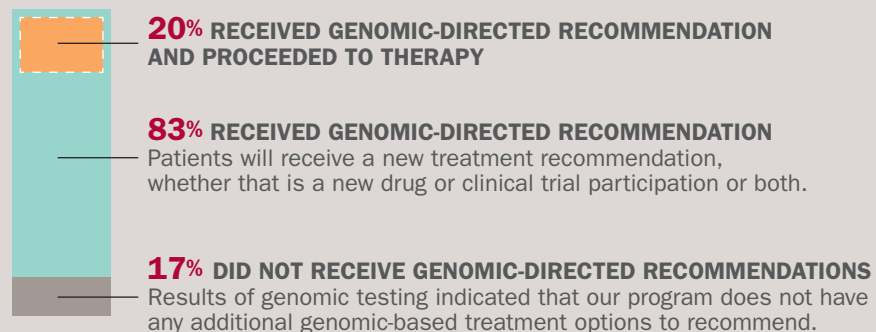 20% RECEIVED GENOMIC-DIRECTED RECOMMENDATION
AND PROCEEDED TO THERAPY
83% RECEIVED GENOMIC-DIRECTED RECOMMENDATION
Patients will receive a new treatment recommendation,
whether that is a new drug or clinical trial participation or both.
17% DID NOT RECEIVE GENOMIC-DIRECTED RECOMMENDATIONS
Results of genomic testing indicated that our program does not have
any additional genomic-based treatment options to recommend.